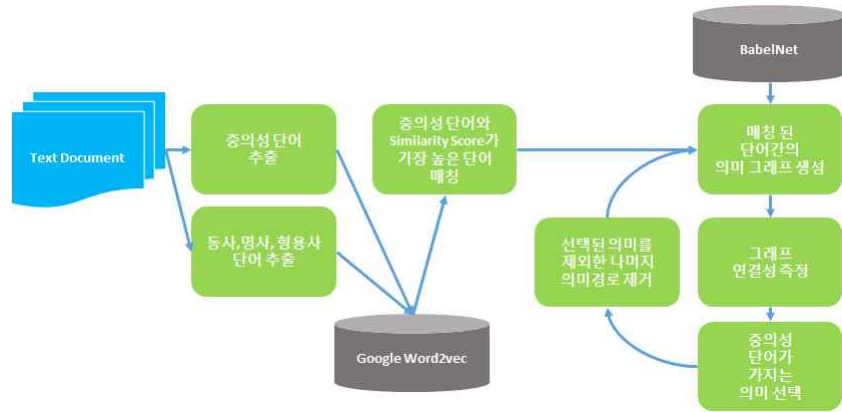 BabelNet
Text Document
중의성 단어
추출
동사, 명사, 형용사
단어 추출
중의성 단어와
Similarity Score가
가장 높은 단어
매칭
Google Word2vec
매칭 된
단어간의
의미 그래프 생성
선택된 의미를
제외한 나머지
의미경로 제거
그래프
연결성 측정
중의성
단어가
가지는
의미 선택